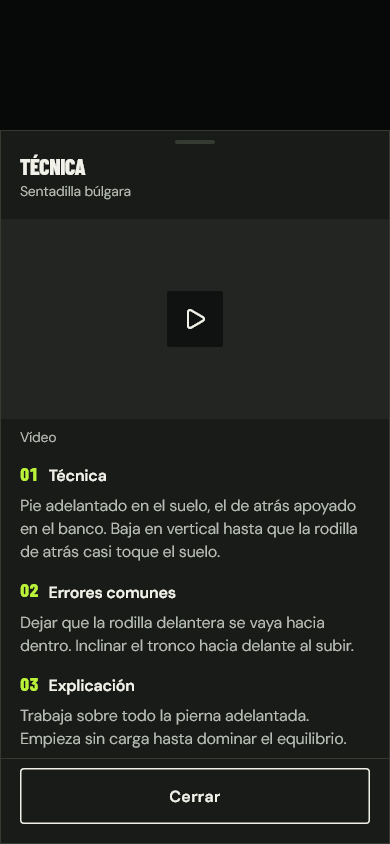 TÉCNICA
Sentadilla búlgara
Vídeo
01 Técnica
Pie adelantado en el suelo, el de atrás apoyado
en el banco. Baja en vertical hasta que la rodilla
de atrás casi toque el suelo.
02 Errores comunes
Dejar que la rodilla delantera se vaya hacia
dentro. Inclinar el tronco hacia delante al subir.
03 Explicación
Trabaja sobre todo la pierna adelantada.
Empieza sin carga hasta dominar el equilibrio.
Cerrar